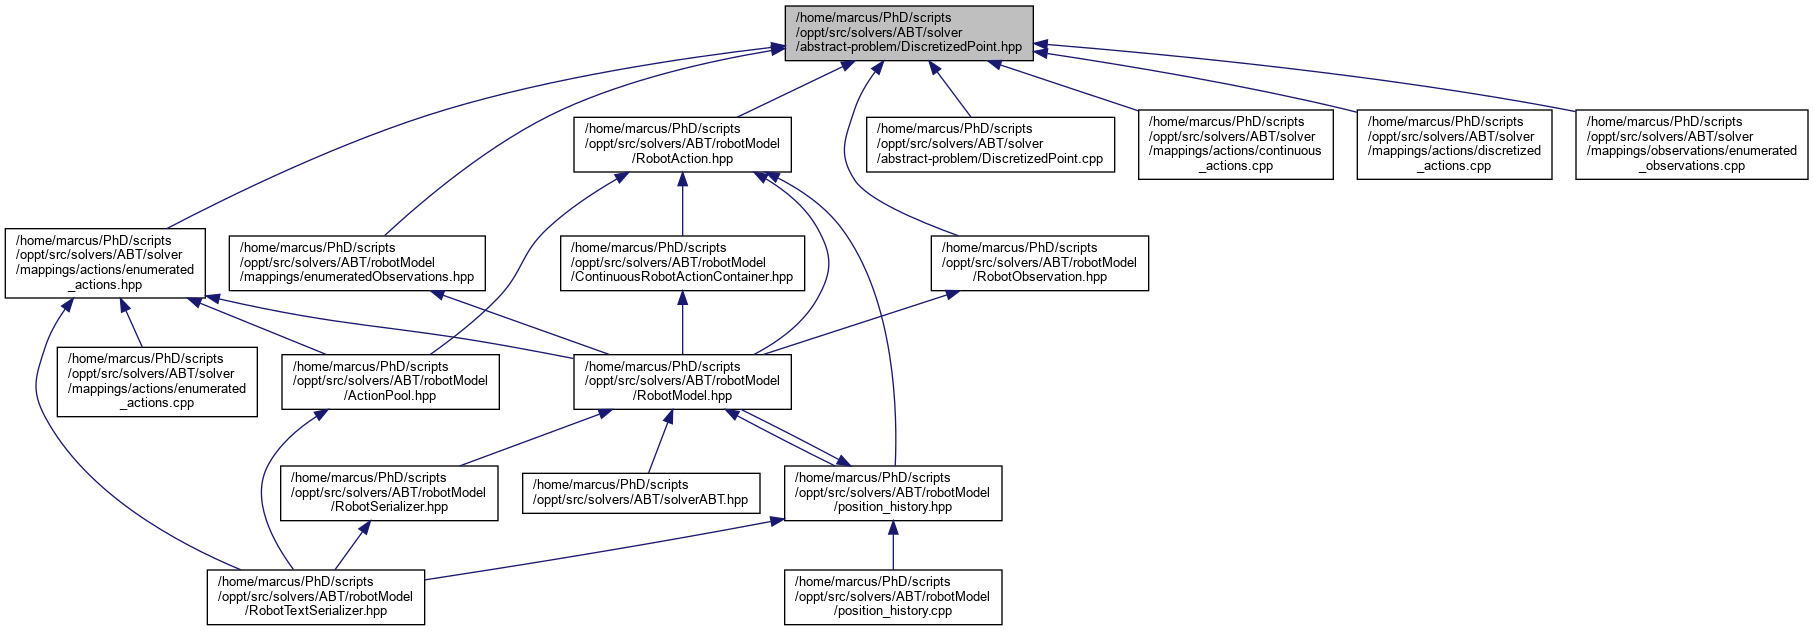 /home/marcus/PhD/scripts
/oppt/src/solvers/ABT/solver
/abstract-problem/DiscretizedPoint.hpp
/home/marcus/PhD/scripts
/oppt/src/solvers/ABT/robotModel
/RobotAction.hpp
/home/marcus/PhD/scripts
/oppt/src/solvers/ABT/solver
/abstract-problem/DiscretizedPoint.cpp
/home/marcus/PhD/scripts
/oppt/src/solvers/ABT/solver
/mappings/actions/continuous
_actions.cpp
/home/marcus/PhD/scripts
/oppt/src/solvers/ABT/solver
/mappings/actions/discretized
_actions.cpp
/home/marcus/PhD/scripts
/oppt/src/solvers/ABT/solver
/mappings/observations/enumerated
_observations.cpp
/home/marcus/PhD/scripts
/oppt/src/solvers/ABT/solver
/mappings/actions/enumerated
_actions.hpp
/home/marcus/PhD/scripts
/oppt/src/solvers/ABT/robotModel
/mappings/enumeratedObservations.hpp
/home/marcus/PhD/scripts
/oppt/src/solvers/ABT/robotModel
/ContinuousRobotActionContainer.hpp
/home/marcus/PhD/scripts
/oppt/src/solvers/ABT/robotModel
/RobotObservation.hpp
/home/marcus/PhD/scripts
/oppt/src/solvers/ABT/solver
/mappings/actions/enumerated
_actions.cpp
/home/marcus/PhD/scripts
/oppt/src/solvers/ABT/robotModel
/ActionPool.hpp
/home/marcus/PhD/scripts
/oppt/src/solvers/ABT/robotModel
/RobotModel.hpp
/home/marcus/PhD/scripts
/oppt/src/solvers/ABT/robotModel
/RobotSerializer.hpp
/home/marcus/PhD/scripts
/oppt/src/solvers/ABT/solverABT.hpp
/home/marcus/PhD/scripts
/oppt/src/solvers/ABT/robotModel
/position_history.hpp
/home/marcus/PhD/scripts
/oppt/src/solvers/ABT/robotModel
/RobotTextSerializer.hpp
/home/marcus/PhD/scripts
/oppt/src/solvers/ABT/robotModel
/position_history.cpp